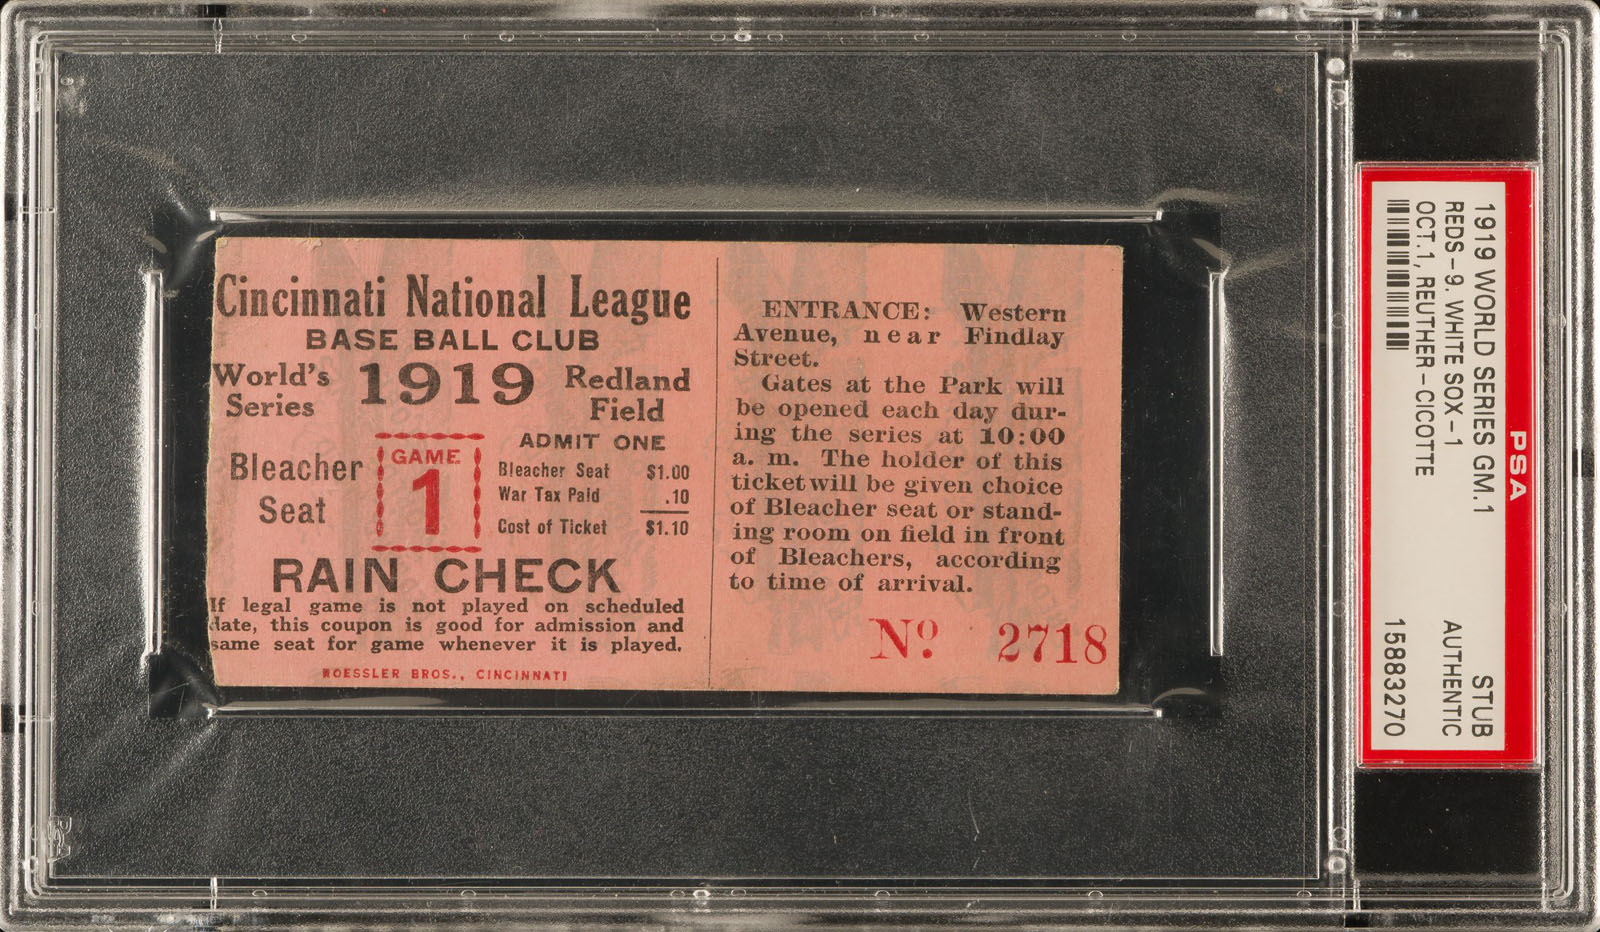 Cincinnati National League
BASE BALL CLUB
World's Series 1919 Redland Field
Bleacher Seat
GAME
1
ADMIT ONE
Bleacher Seat $1.00
War Tax Paid .10
Cost of Ticket $1.10
RAIN CHECK
If legal game is not played on scheduled
date, this coupon is good for admission and
same seat for game whenever it is played.
ROESSLER BROS., CINCINNATI
ENTRANCE: Western
Avenue, near Findlay
Street.
Gates at the Park will
be opened each day dur-
ing the series at 10:00
a. m. The holder of this
ticket will be given choice
of Bleacher seat or stand-
ing room on field in front
of Bleachers, according
to time of arrival.
No. 2718
PSA
1919 WORLD SERIES GM. 1 STUB
REDS - 9. WHITE SOX - 1 AUTHENTIC
OCT. 1, REUTHER - CICOTTE
15883270